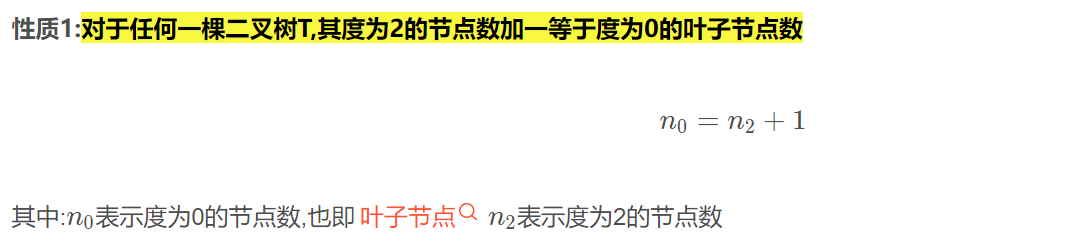 性质1:对于任何一棵二叉树T,其度为2的节点数加一等于度为0的叶子节点数
n₀ = n₂ + 1
其中:n₀表示度为0的节点数,也即 叶子节点 n₂表示度为2的节点数